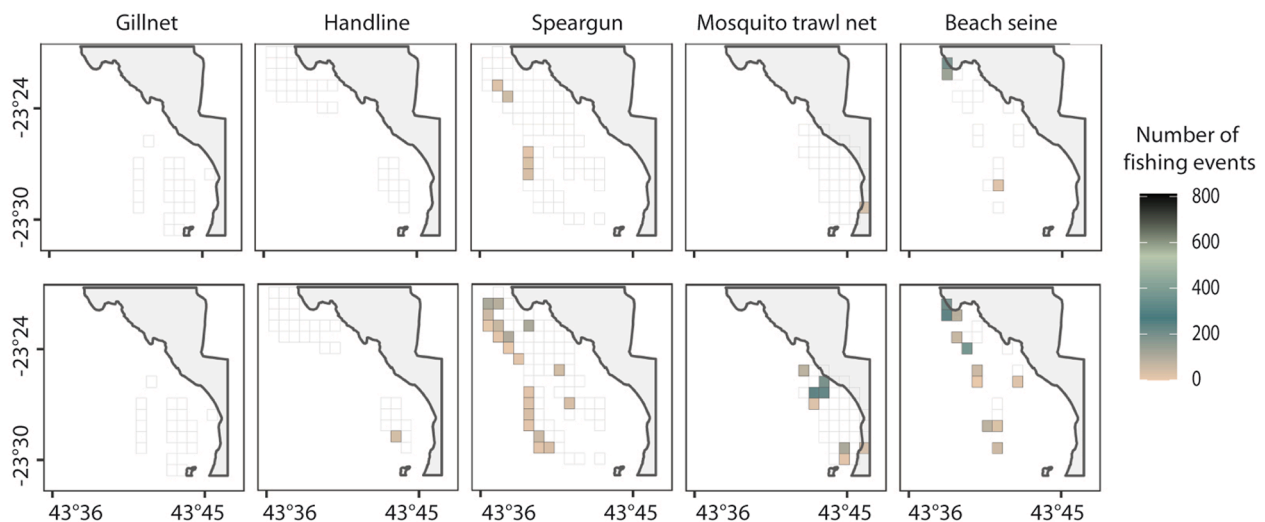 Gillnet Handline Speargun Mosquito trawl net Beach seine
-23°24
-23°30
Number of
fishing events
800
600
400
200
0
-23°24
-23°30
43°36 43°45 43°36 43°45 43°36 43°45 43°36 43°45 43°36 43°45